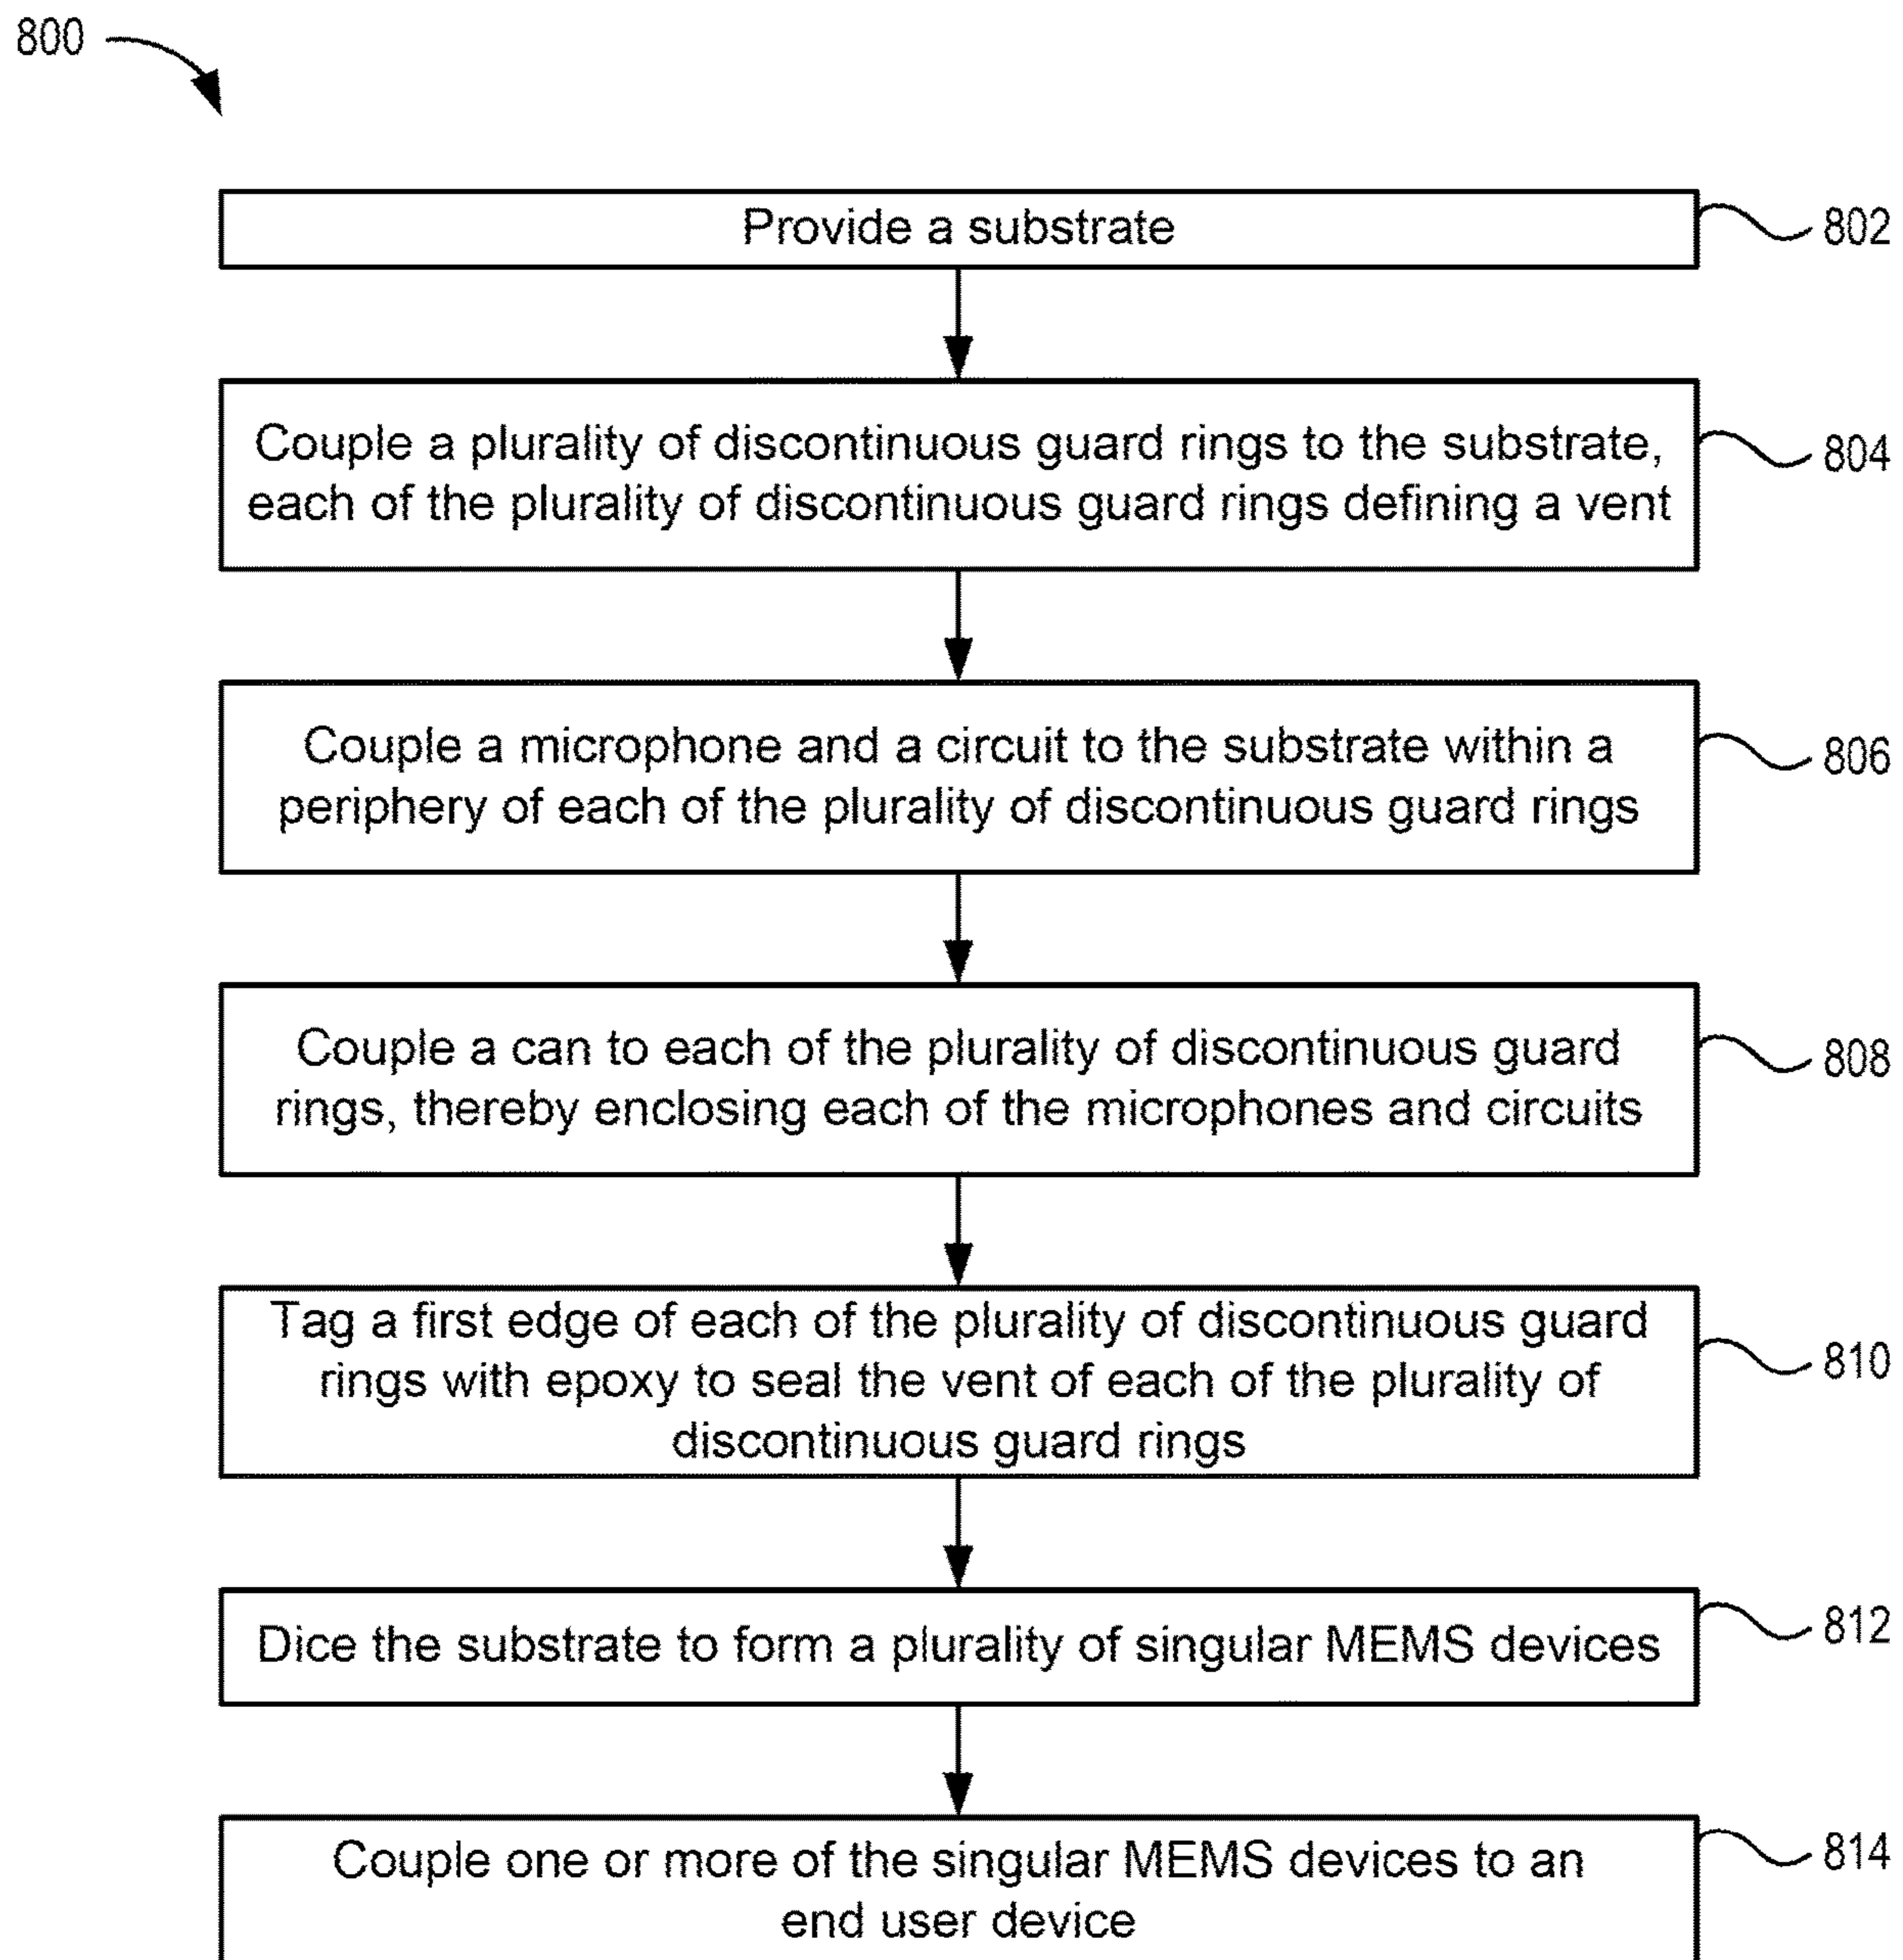 800
Provide a substrate
802
Couple a plurality of discontinuous guard rings to the substrate,
each of the plurality of discontinuous guard rings defining a vent
804
Couple a microphone and a circuit to the substrate within a
periphery of each of the plurality of discontinuous guard rings
806
Couple a can to each of the plurality of discontinuous guard
rings, thereby enclosing each of the microphones and circuits
808
Tag a first edge of each of the plurality of discontinuous guard
rings with epoxy to seal the vent of each of the plurality of
discontinuous guard rings
810
Dice the substrate to form a plurality of singular MEMS devices
812
Couple one or more of the singular MEMS devices to an
end user device
814